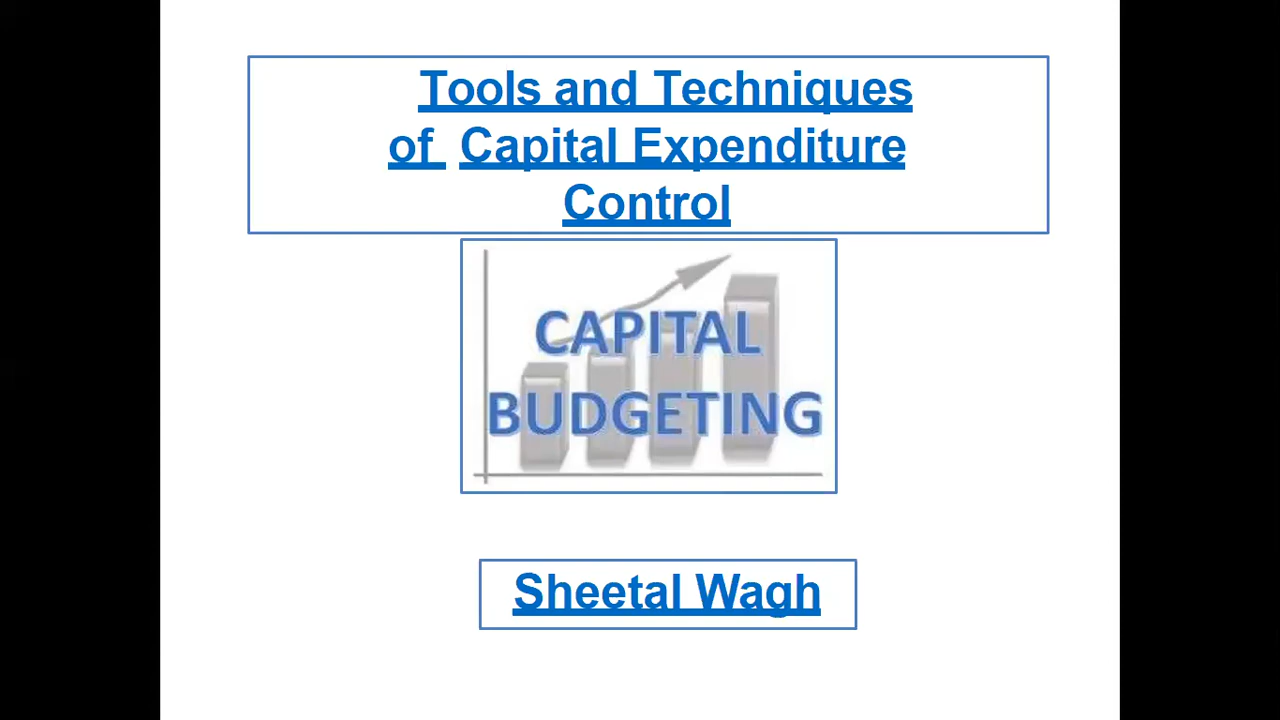 Tools and Techniques
of Capital Expenditure
Control
CAPITAL
BUDGETING
Sheetal Wagh